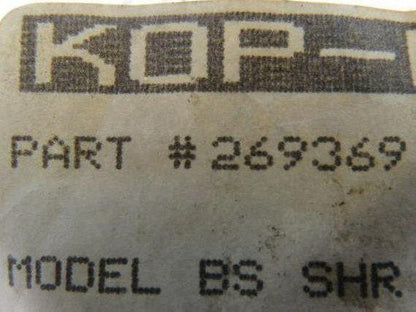 KOP-
PART #269369
MODEL BS SHR